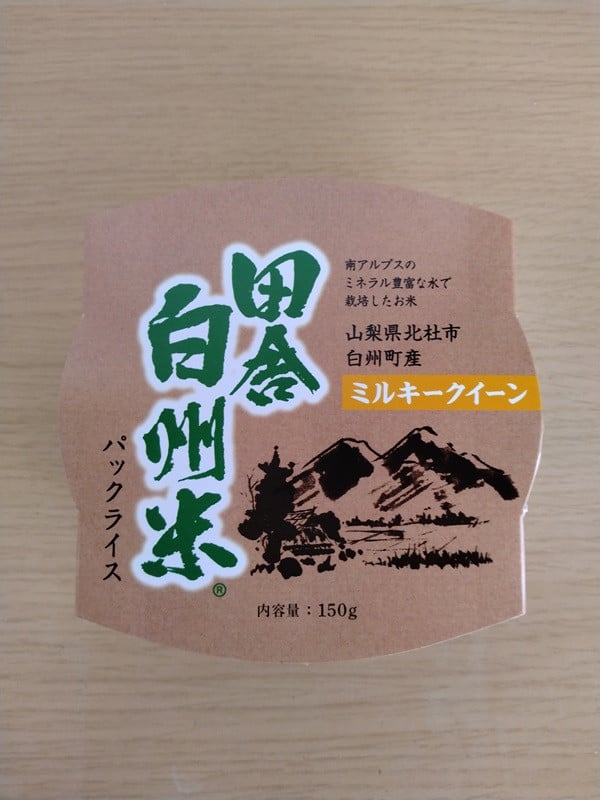 田舎
白州米
®
パックライス
南アルプスの
ミネラル豊富な水で
栽培したお米
山梨県北杜市
白州町産
ミルキークイーン
内容量：150g